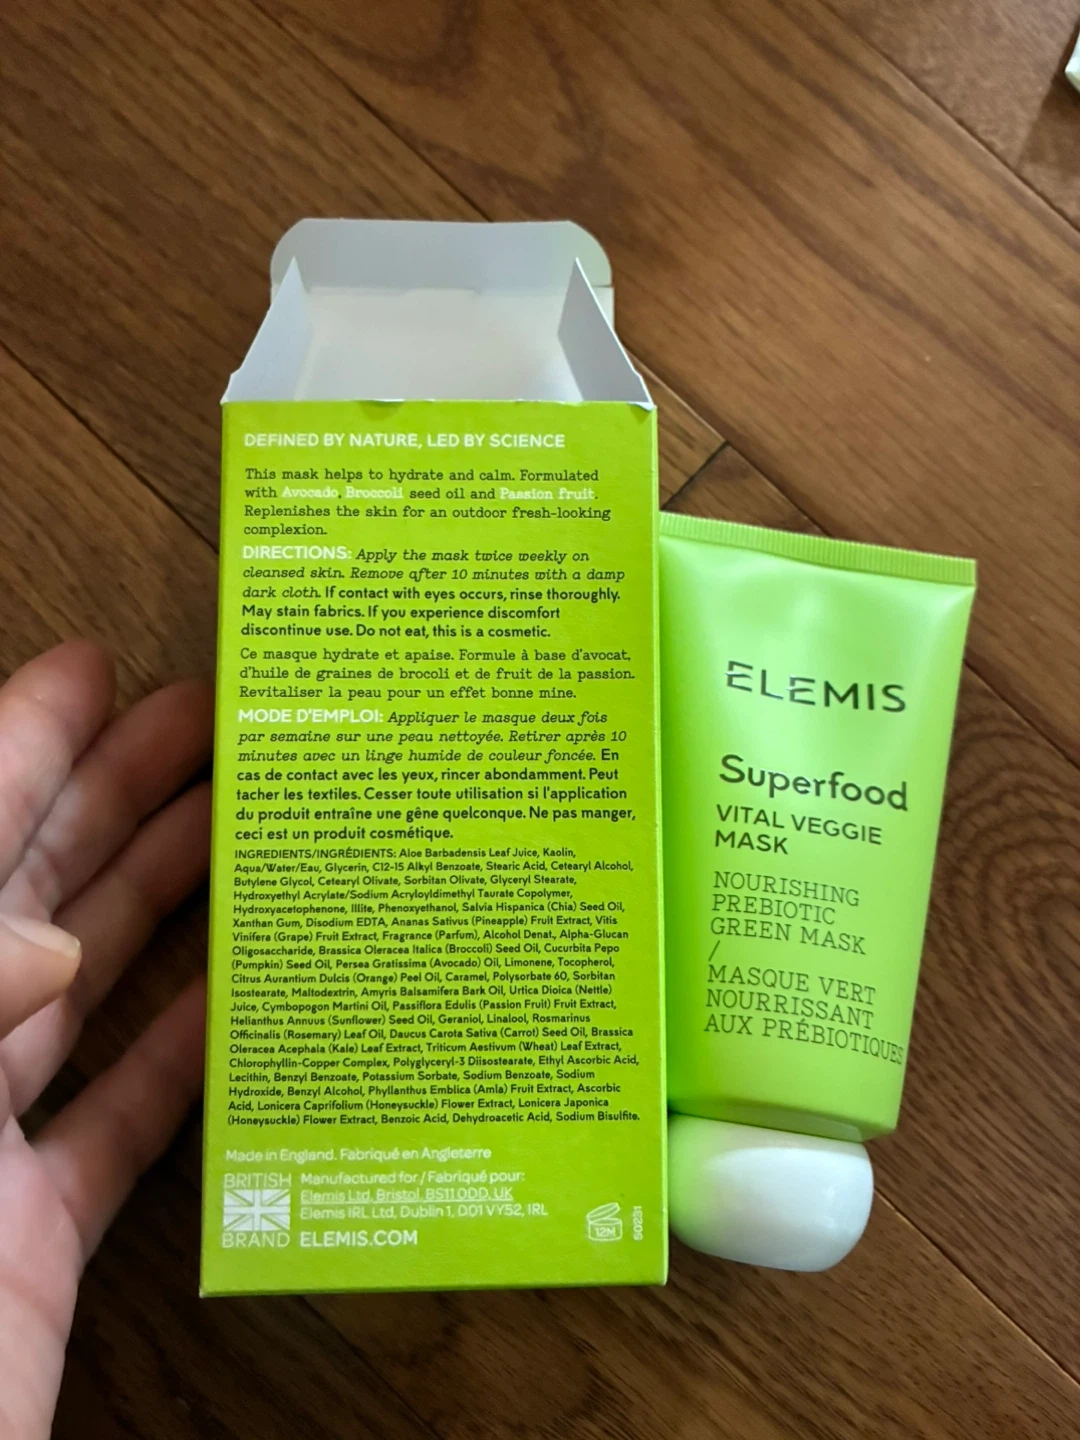 DEFINED BY NATURE, LED BY SCIENCE
This mask helps to hydrate and calm. Formulated
with Avocado, Broccoli seed oil and Passion fruit.
Replenishes the skin for an outdoor fresh-looking
complexion.
DIRECTIONS: Apply the mask twice weekly on
cleansed skin. Remove after 10 minutes with a damp
dark cloth. If contact with eyes occurs, rinse thoroughly.
May stain fabrics. If you experience discomfort
discontinue use. Do not eat, this is a cosmetic.
Ce masque hydrate et apaise. Formule à base d'avocat,
d'huile de graines de brocoli et de fruit de la passion.
Revitaliser la peau pour un effet bonne mine.
MODE D'EMPLOI: Appliquer le masque deux fois
par semaine sur une peau nettoyée. Retirer après 10
minutes avec un linge humide de couleur foncée. En
cas de contact avec les yeux, rincer abondamment. Peut
tacher les textiles. Cesser toute utilisation si l'application
du produit entraîne une gêne quelconque. Ne pas manger,
ceci est un produit cosmétique.
INGREDIENTS/INGRÉDIENTS: Aloe Barbadensis Leaf Juice, Kaolin,
Aqua/Water/Eau, Glycerin, C12-15 Alkyl Benzoate, Stearic Acid, Cetearyl Alcohol,
Butylene Glycol, Cetearyl Olivate, Sorbitan Olivate, Glyceryl Stearate,
Hydroxyethyl Acrylate/Sodium Acryloyldimethyl Taurate Copolymer,
Hydroxyacetophenone, Illite, Phenoxyethanol, Salvia Hispanica (Chia) Seed Oil,
Xanthan Gum, Disodium EDTA, Ananas Sativus (Pineapple) Fruit Extract, Vitis
Vinifera (Grape) Fruit Extract, Fragrance (Parfum), Alcohol Denat., Alpha-Glucan
Oligosaccharide, Brassica Oleracea Italica (Broccoli) Seed Oil, Cucurbita Pepo
(Pumpkin) Seed Oil, Persea Gratissima (Avocado) Oil, Limonene, Tocopherol,
Citrus Aurantium Dulcis (Orange) Peel Oil, Caramel, Polysorbate 60, Sorbitan
Isostearate, Maltodextrin, Amyris Balsamifera Bark Oil, Urtica Dioica (Nettle)
Juice, Cymbopogon Martini Oil, Passiflora Edulis (Passion Fruit) Fruit Extract,
Helianthus Annuus (Sunflower) Seed Oil, Geraniol, Linalool, Rosmarinus
Officinalis (Rosemary) Leaf Oil, Daucus Carota Sativa (Carrot) Seed Oil, Brassica
Oleracea Acephala (Kale) Leaf Extract, Triticum Aestivum (Wheat) Leaf Extract,
Chlorophyllin-Copper Complex, Polyglyceryl-3 Diisostearate, Ethyl Ascorbic Acid,
Lecithin, Benzyl Benzoate, Potassium Sorbate, Sodium Benzoate, Sodium
Hydroxide, Benzyl Alcohol, Phyllanthus Emblica (Amla) Fruit Extract, Ascorbic
Acid, Lonicera Caprifolium (Honeysuckle) Flower Extract, Lonicera Japonica
(Honeysuckle) Flower Extract, Benzoic Acid, Dehydroacetic Acid, Sodium Bisulfite.
Made in England. Fabriqué en Angleterre
BRITISH
BRAND
Manufactured for / Fabriqué pour:
Elemis Ltd, Bristol, BS11 0DD, UK
Elemis IRL Ltd, Dublin 1, D01 VY52, IRL
ELEMIS.COM
12M
50231
ELEMIS
Superfood
VITAL VEGGIE
MASK
NOURISHING
PREBIOTIC
GREEN MASK
/
MASQUE VERT
NOURRISSANT
AUX PRÉBIOTIQUES